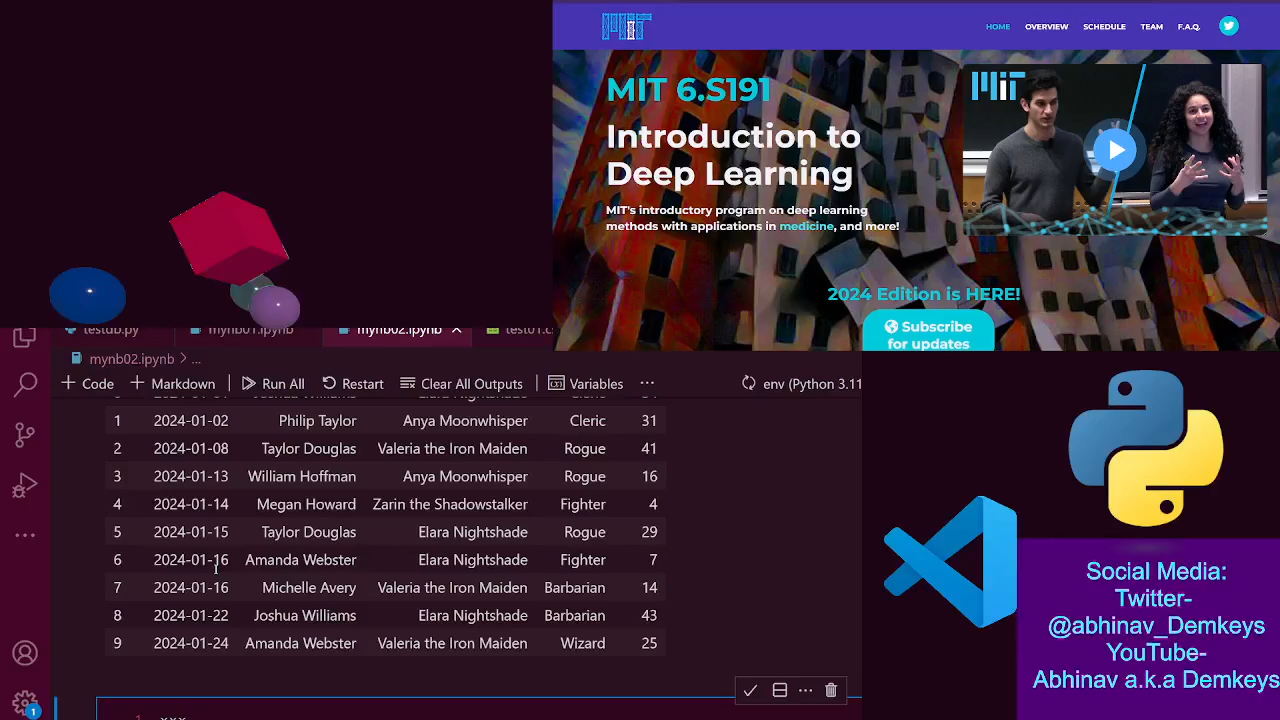 MIT
HOME OVERVIEW SCHEDULE TEAM F.A.Q.
MIT 6.S191
Introduction to
Deep Learning
MIT's introductory program on deep learning
methods with applications in medicine, and more!
MIT
2024 Edition is HERE!
Subscribe
for updates
testdb.py mynb01.ipynb mynb02.ipynb
mynb02.ipynb > ...
+ Code + Markdown Run All Restart Clear All Outputs Variables ... env (Python 3.11
1 2024-01-02 Philip Taylor Anya Moonwhisper Cleric 31
2 2024-01-08 Taylor Douglas Valeria the Iron Maiden Rogue 41
3 2024-01-13 William Hoffman Anya Moonwhisper Rogue 16
4 2024-01-14 Megan Howard Zarin the Shadowstalker Fighter 4
5 2024-01-15 Taylor Douglas Elara Nightshade Rogue 29
6 2024-01-16 Amanda Webster Elara Nightshade Fighter 7
7 2024-01-16 Michelle Avery Valeria the Iron Maiden Barbarian 14
8 2024-01-22 Joshua Williams Elara Nightshade Barbarian 43
9 2024-01-24 Amanda Webster Valeria the Iron Maiden Wizard 25
1
Social Media:
Twitter-
@abhinav_Demkeys
YouTube-
Abhinav a.k.a Demkeys